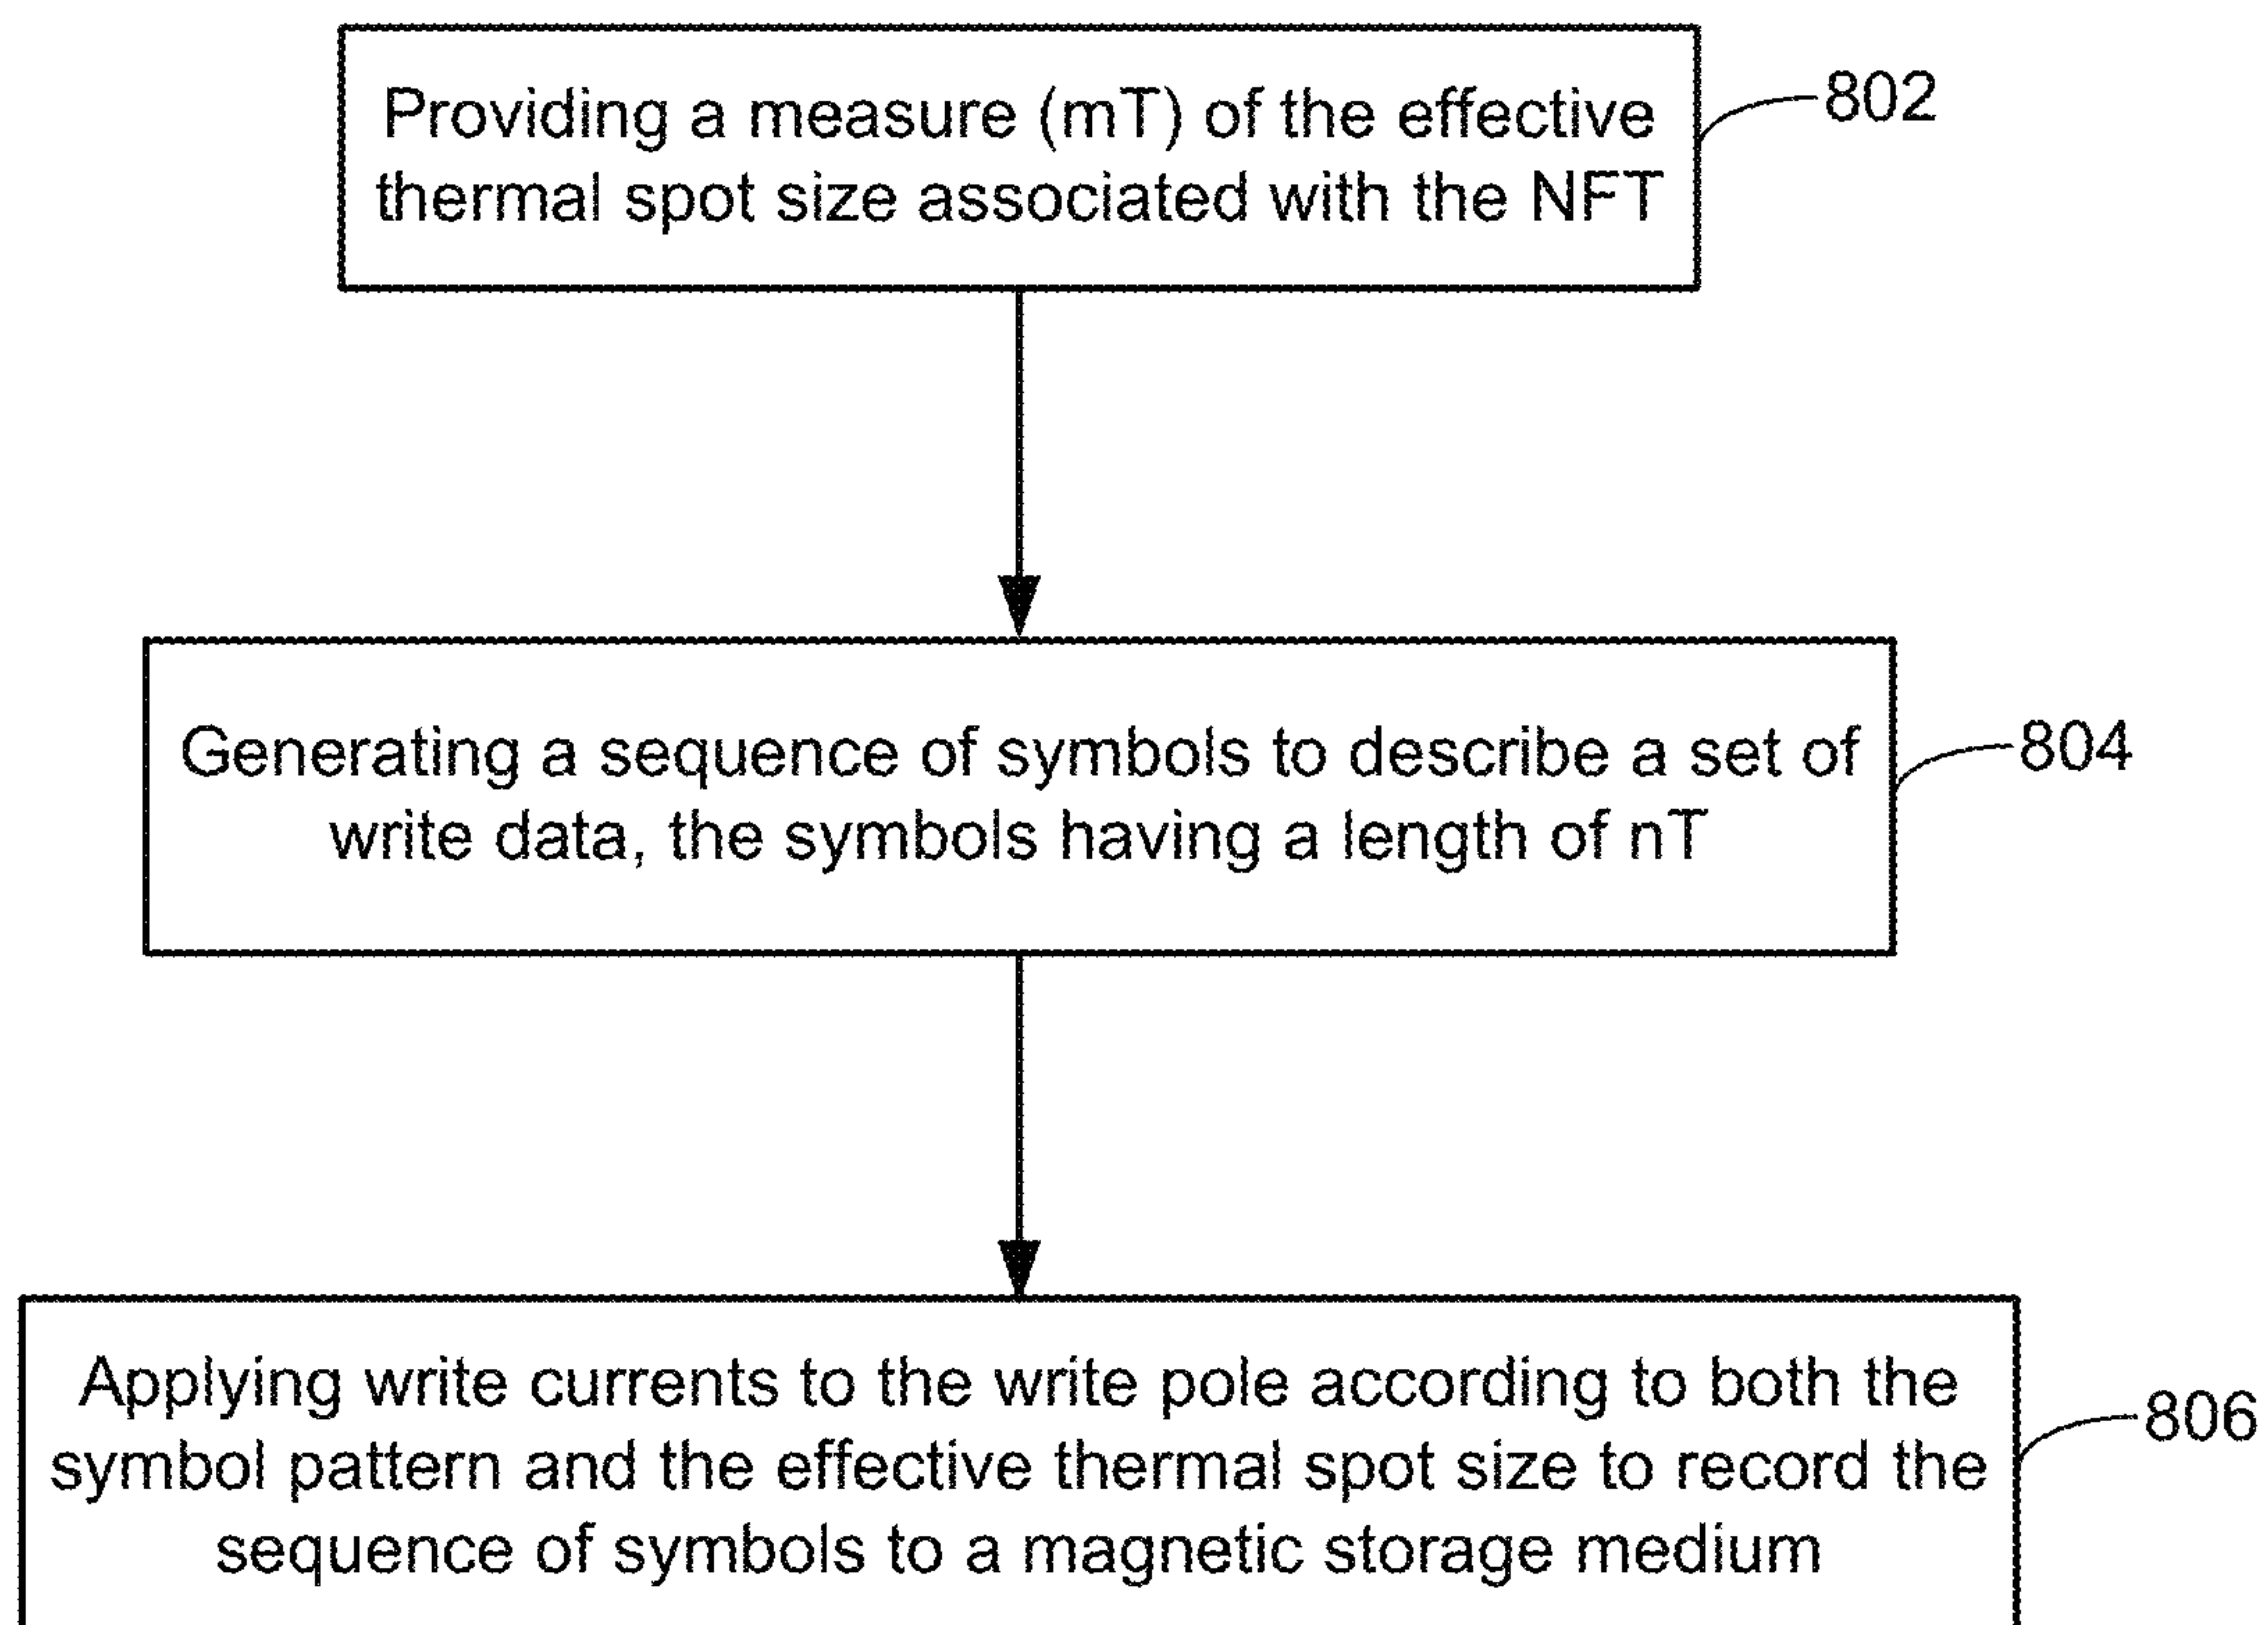 Providing a measure (mT) of the effective
thermal spot size associated with the NFT
802
Generating a sequence of symbols to describe a set of
write data, the symbols having a length of nT
804
Applying write currents to the write pole according to both the
symbol pattern and the effective thermal spot size to record the
sequence of symbols to a magnetic storage medium
806